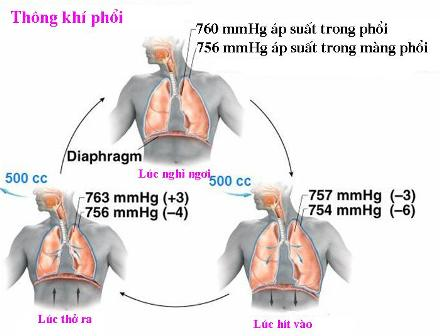 Thông khí phổi
760 mmHg áp suất trong phổi
756 mmHg áp suất trong màng phổi
Diaphragm
Lúc nghỉ ngơi
500 cc
763 mmHg (+3)
756 mmHg (–4)
Lúc thở ra
500 cc
757 mmHg (–3)
754 mmHg (–6)
Lúc hít vào